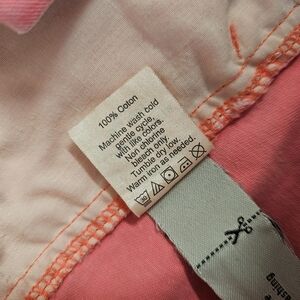 100% Cotton
Machine wash cold
gentle cycle,
with like colors.
Non chlorine
bleach only.
Tumble dry low.
Warm iron as needed.